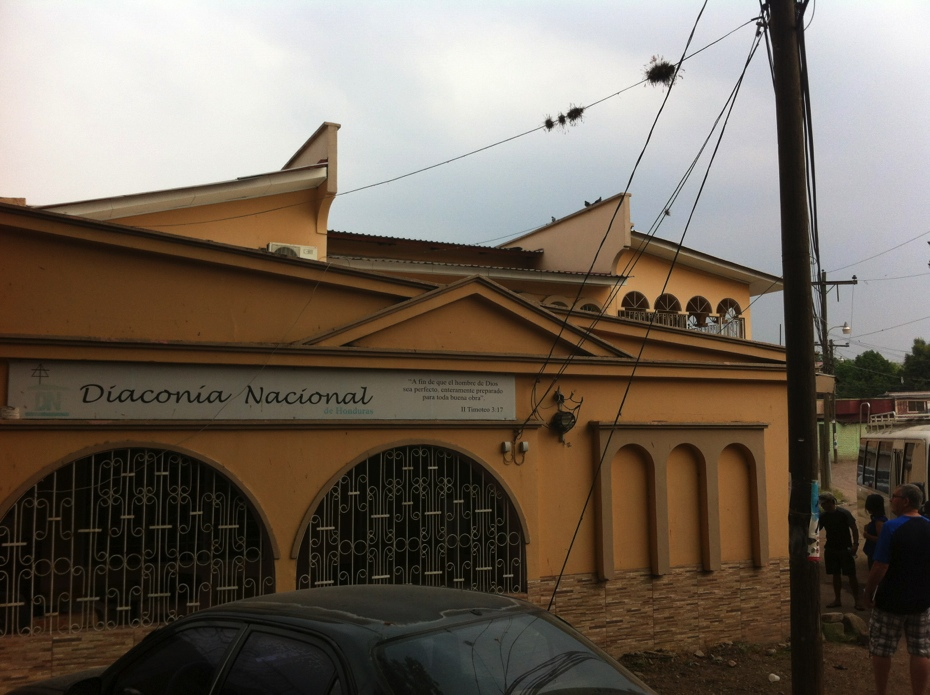 Diaconía Nacional
de Honduras
"A fin de que el hombre de Dios
sea perfecto, enteramente preparado
para toda buena obra"
II Timoteo 3:17